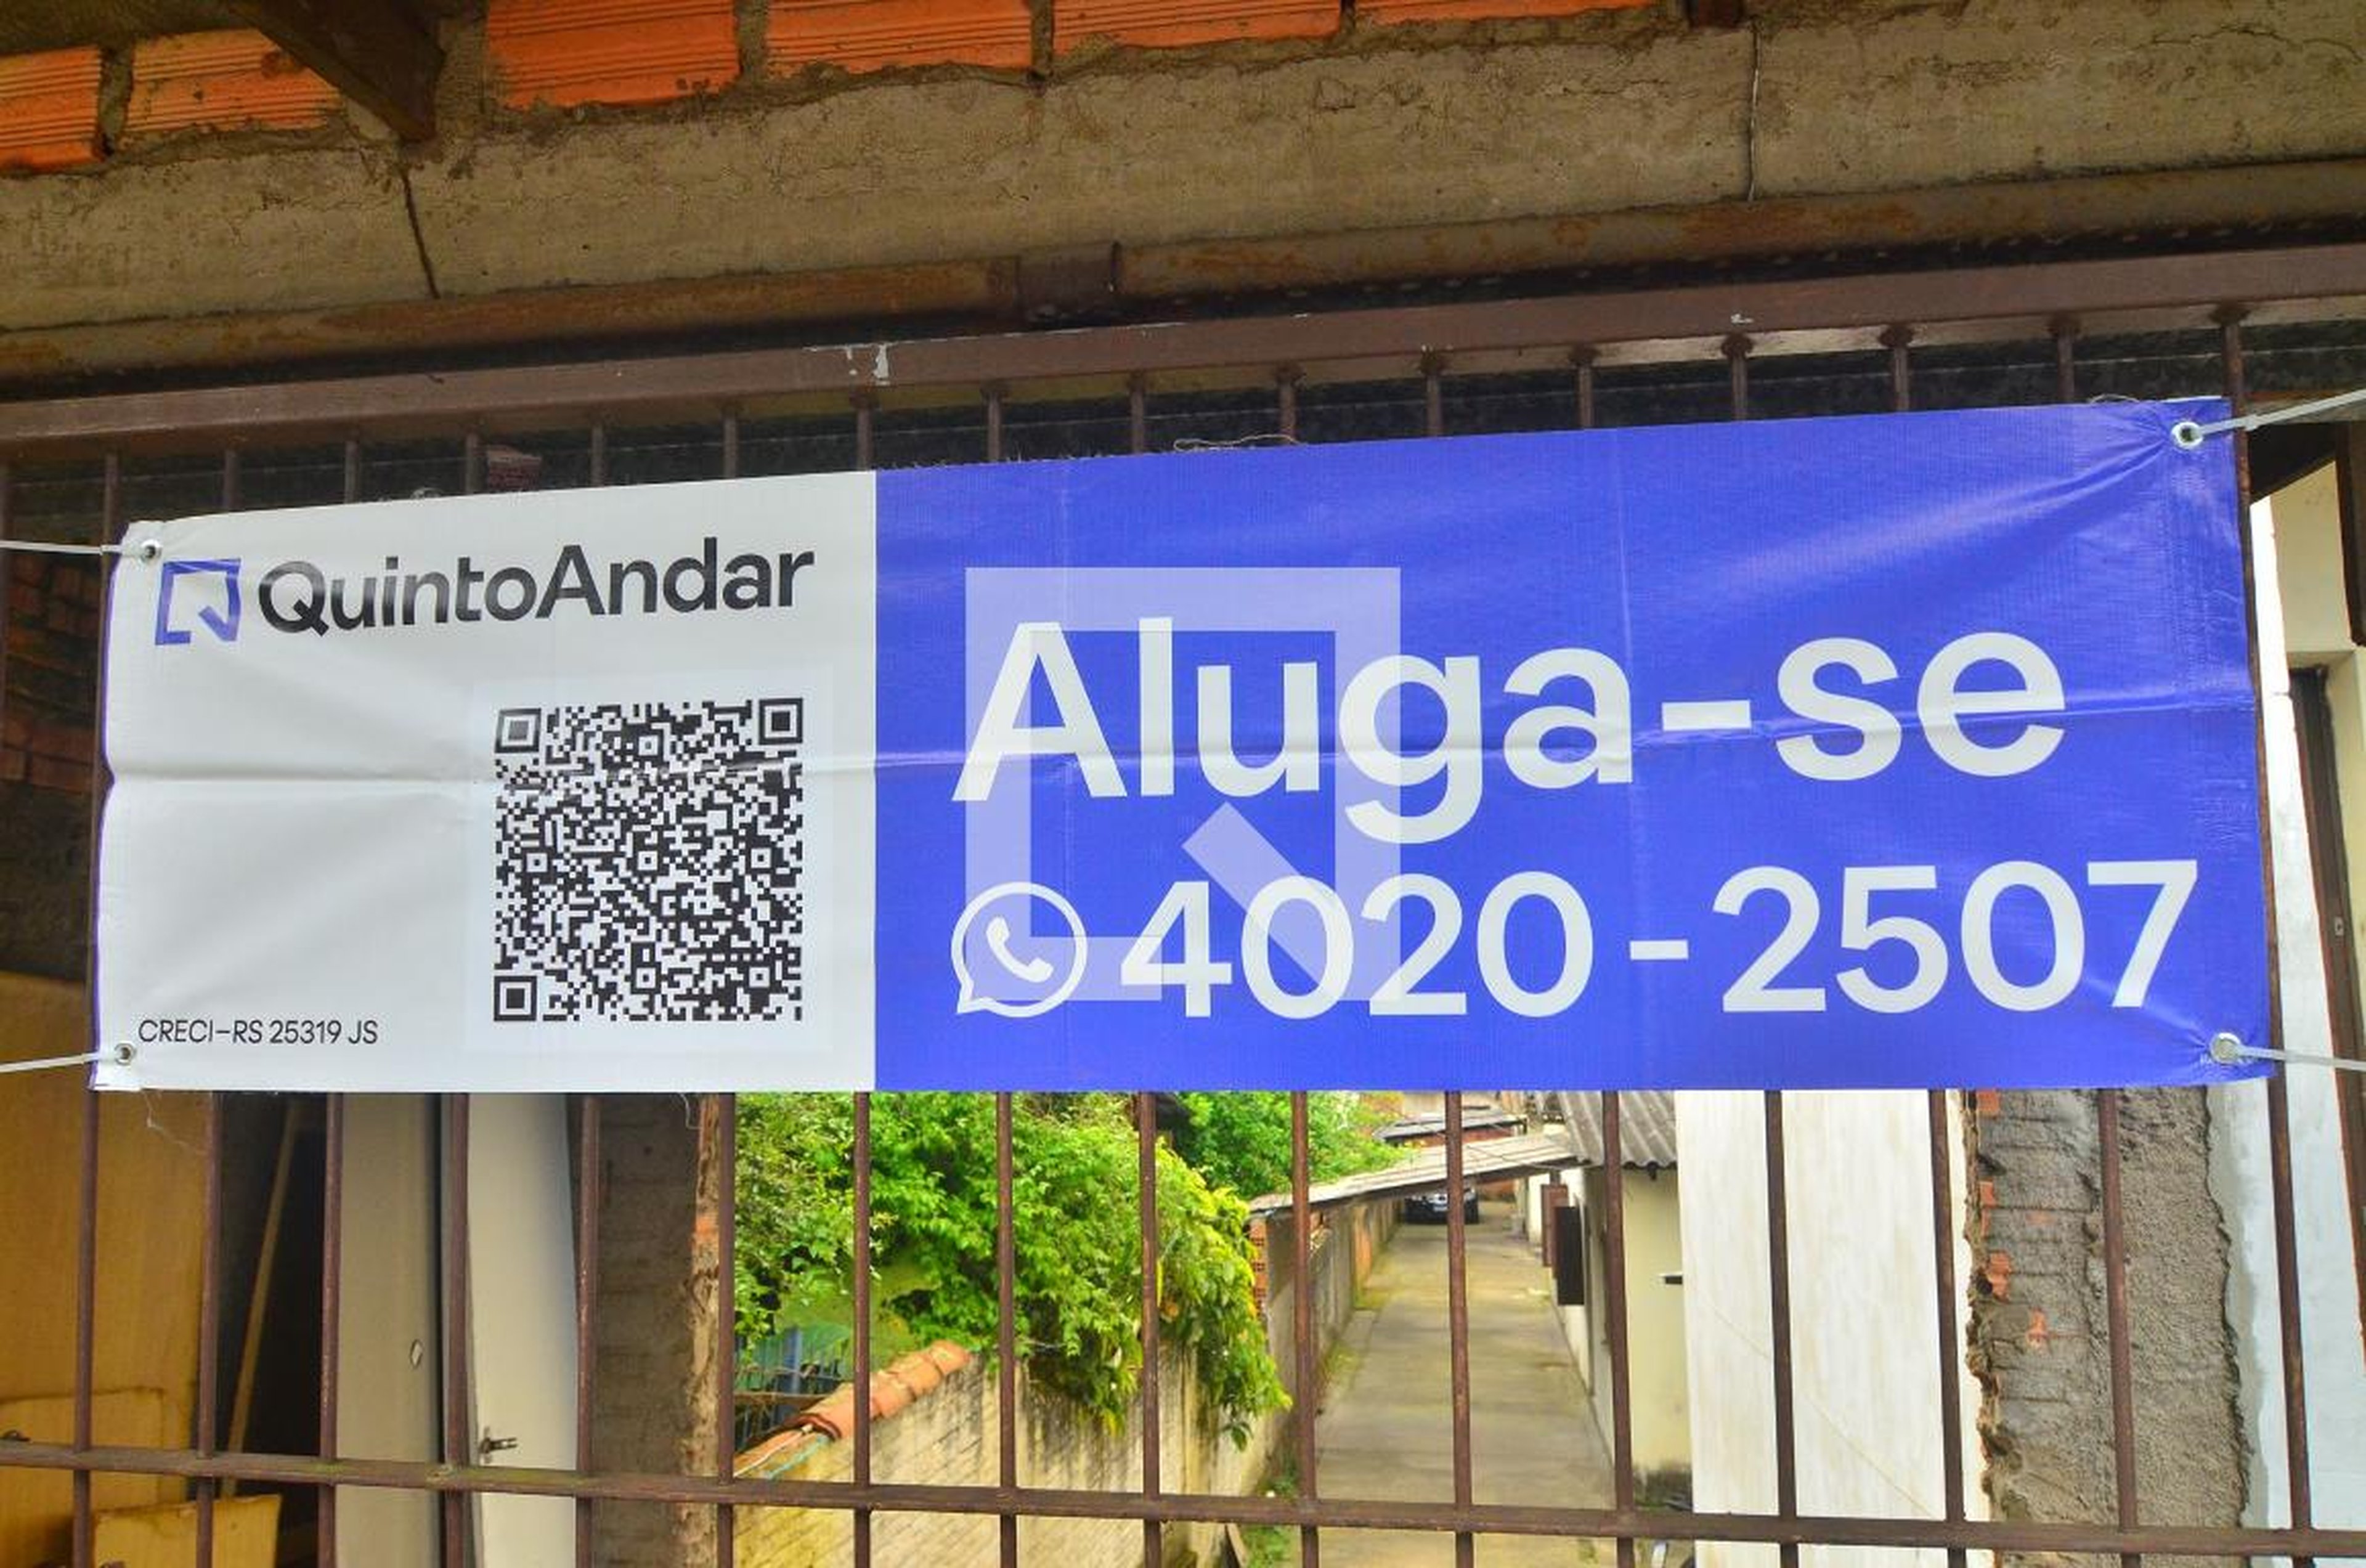 QuintoAndar
CRECI-RS 25319 JS
Aluga-se
4020-2507